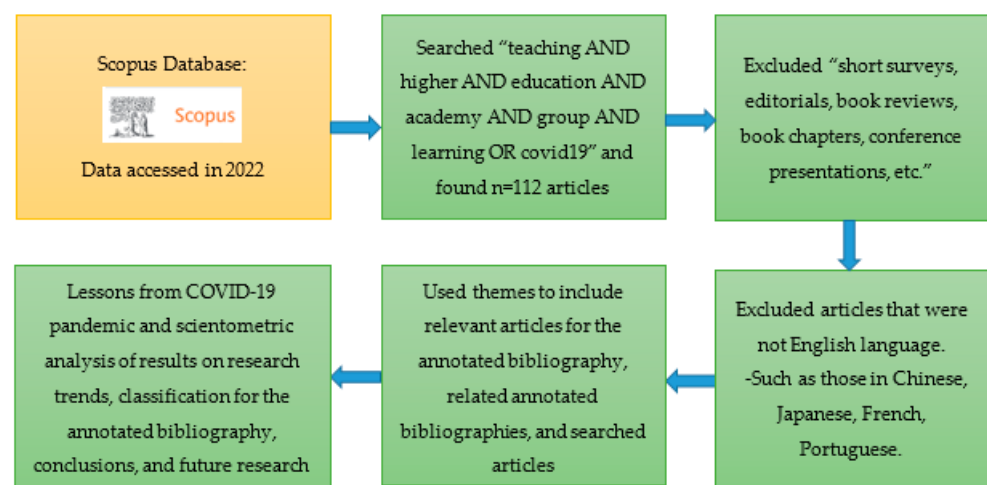 Scopus Database:
Scopus
Data accessed in 2022
Searched “teaching AND
higher AND education AND
academy AND group AND
learning OR covid19” and
found n=112 articles
Excluded “short surveys,
editorials, book reviews,
book chapters, conference
presentations, etc.”
Excluded articles that were
not English language.
-Such as those in Chinese,
Japanese, French,
Portuguese.
Used themes to include
relevant articles for the
annotated bibliography,
related annotated
bibliographies, and searched
articles
Lessons from COVID-19
pandemic and scientometric
analysis of results on research
trends, classification for the
annotated bibliography,
conclusions, and future research